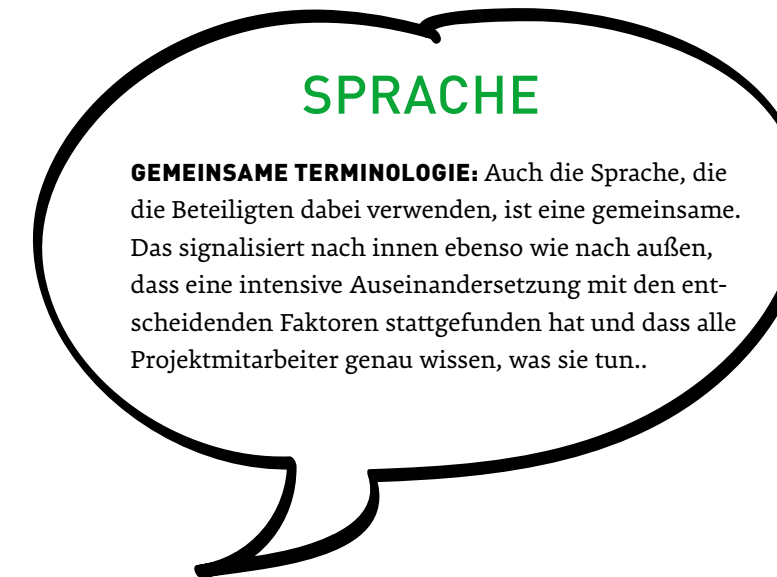 SPRACHE
GEMEINSAME TERMINOLOGIE: Auch die Sprache, die
die Beteiligten dabei verwenden, ist eine gemeinsame.
Das signalisiert nach innen ebenso wie nach außen,
dass eine intensive Auseinandersetzung mit den ent-
scheidenden Faktoren stattgefunden hat und dass alle
Projektmitarbeiter genau wissen, was sie tun..